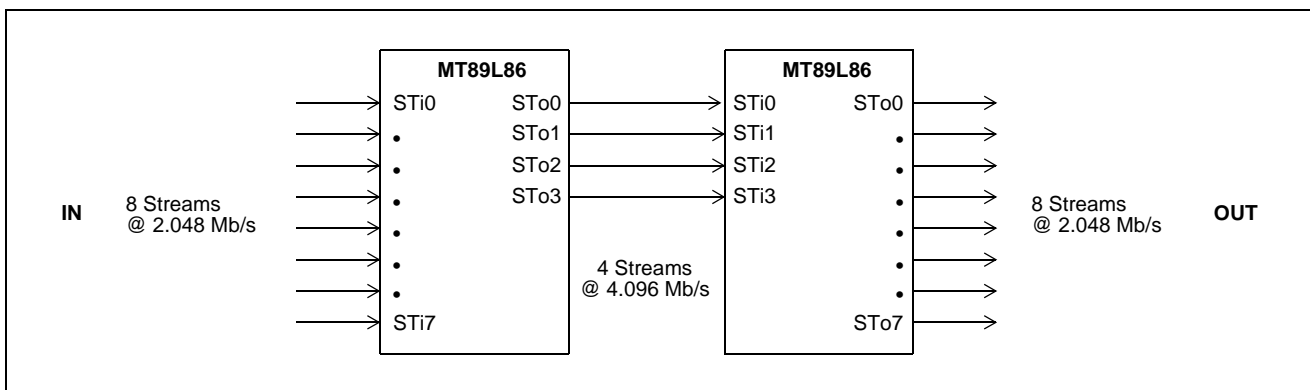 MT89L86
MT89L86
STi0
STo0
STi0
STo0
STo1
STi1
STo2
STi2
STo3
STi3
IN
8 Streams
@ 2.048 Mb/s
4 Streams
@ 4.096 Mb/s
8 Streams
@ 2.048 Mb/s
OUT
STi7
STo7